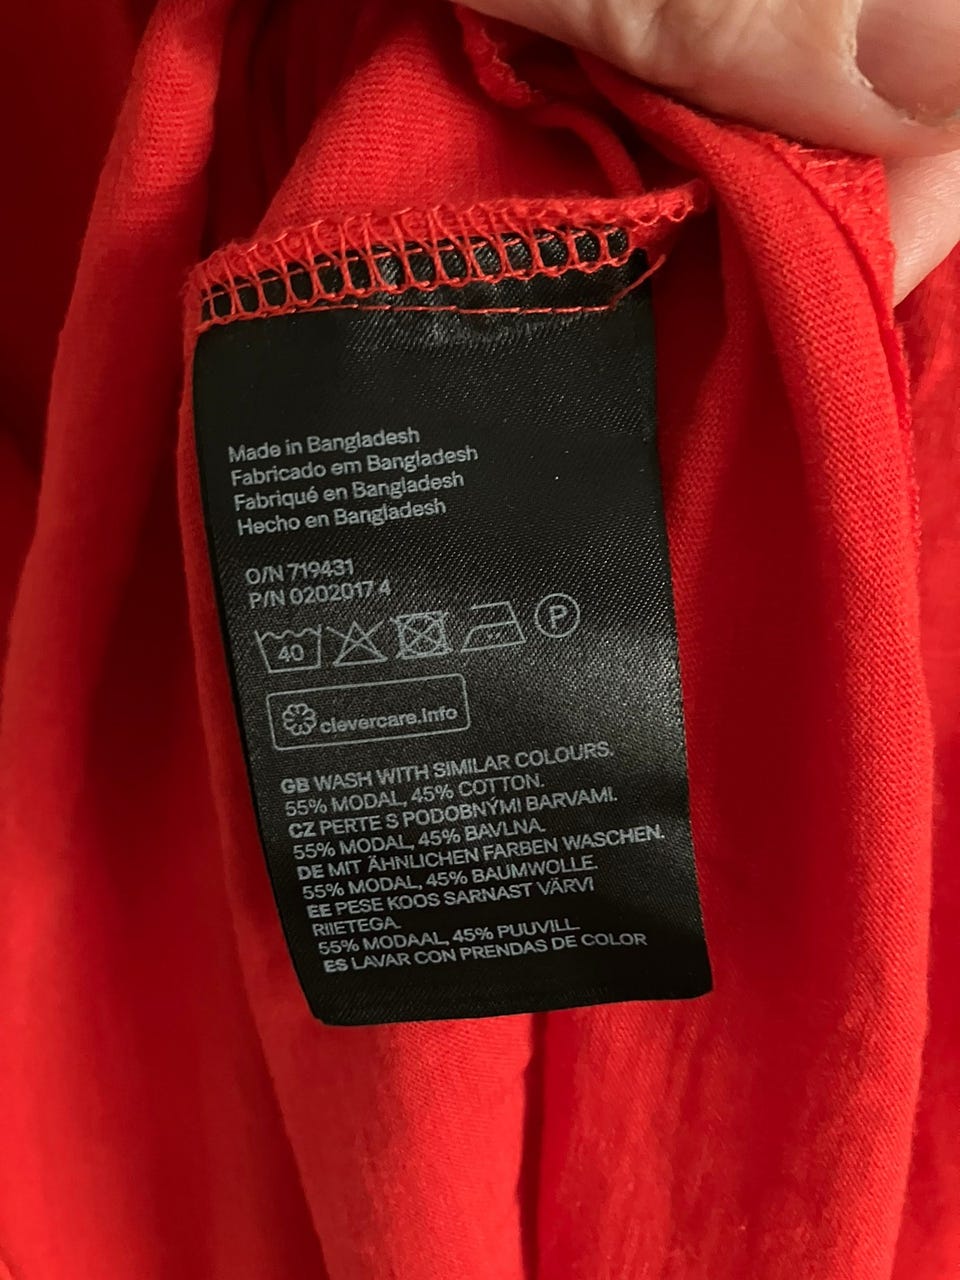 Made in Bangladesh
Fabricado em Bangladesh
Fabriqué en Bangladesh
Hecho en Bangladesh
O/N 719431
P/N 0202017 4
40 P
clevercare.info
GB WASH WITH SIMILAR COLOURS.
55% MODAL, 45% COTTON.
CZ PERTE S PODOBNÝMI BARVAMI.
55% MODAL, 45% BAVLNA.
DE MIT ÄHNLICHEN FARBEN WASCHEN.
55% MODAL, 45% BAUMWOLLE
EE PESE KOOS SARNAST VÄRVI
RIIETEGA.
55% MODAAL, 45% PUUVILL.
ES LAVAR CON PRENDAS DE COLOR